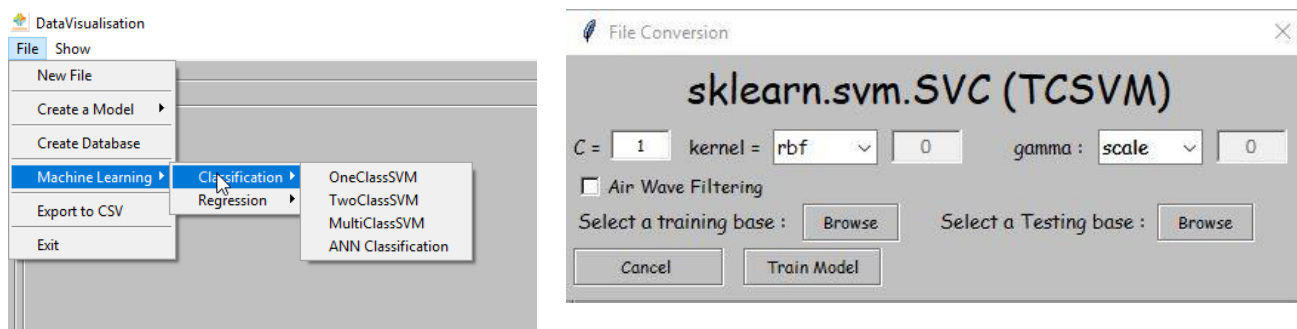 DataVisualisation
File Show
New File
Create a Model
Create Database
Machine Learning
Export to CSV
Exit
Classification
Regression
OneClassSVM
TwoClassSVM
MultiClassSVM
ANN Classification
File Conversion
sklearn.svm.SVC (TCSVM)
C = 1 kernel = rbf 0 gamma : scale 0
Air Wave Filtering
Select a training base : Browse Select a Testing base : Browse
Cancel Train Model